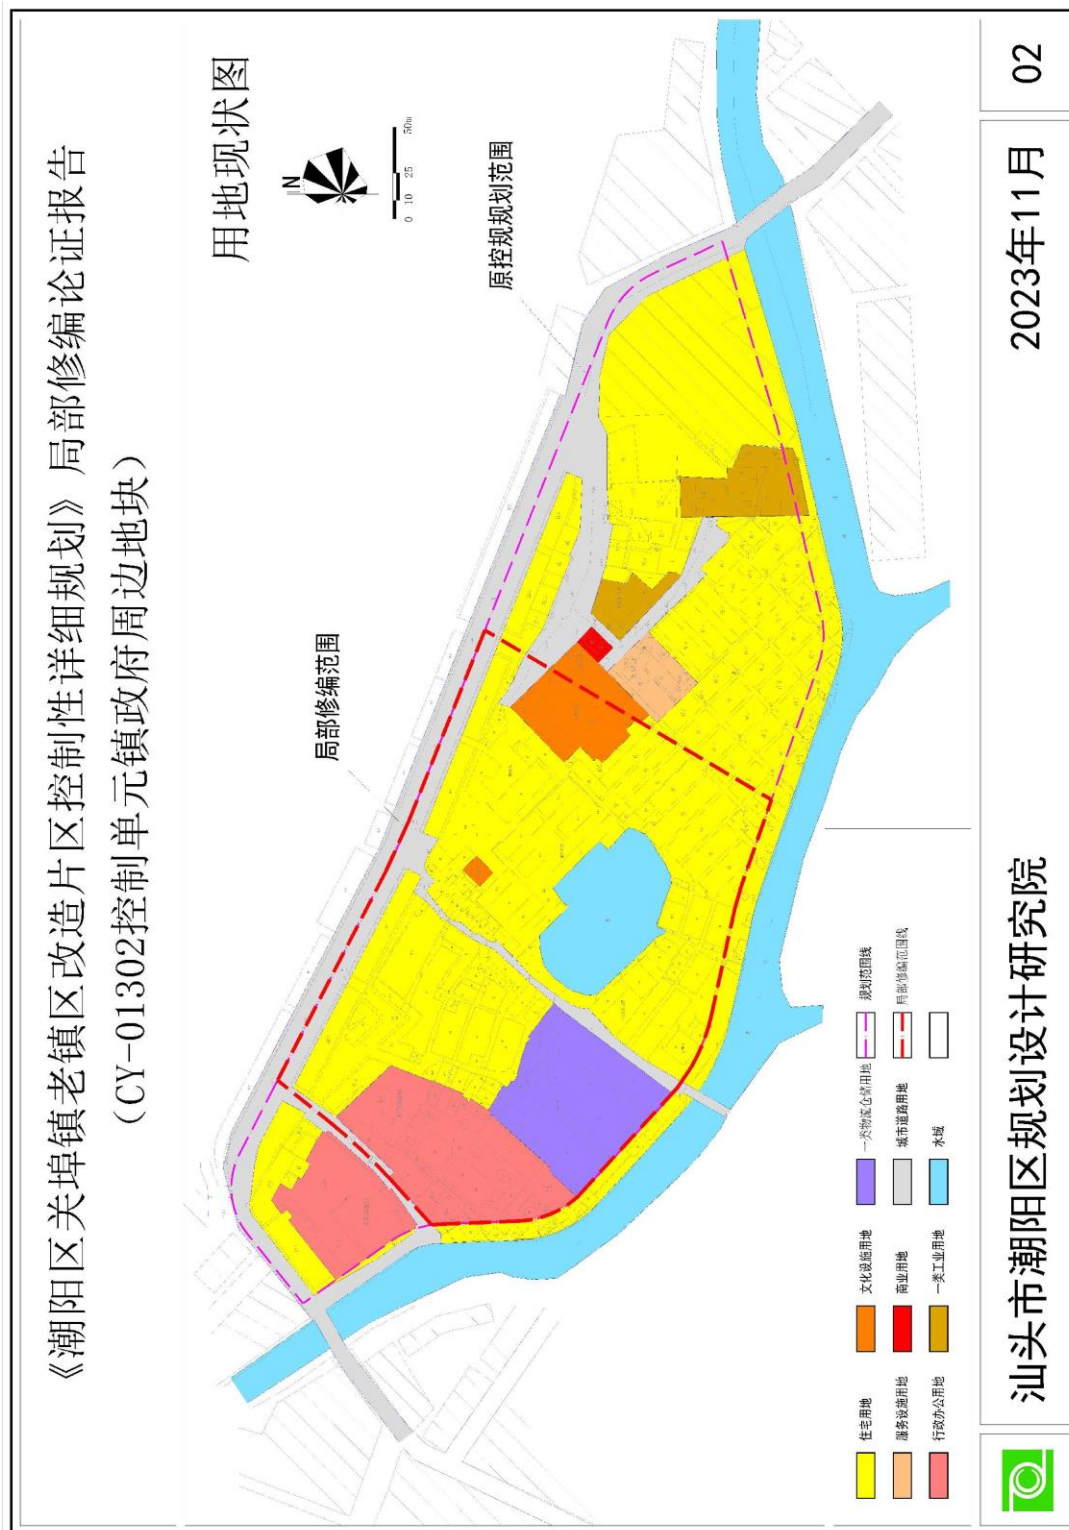 《潮阳区关埠镇老镇区改造片区控制性详细规划》局部修编论证报告
（CY-01302控制单元镇政府周边地块）
用地现状图
N
0 10 25 50m
原控规规划范围
局部修编范围
住宅用地
文化设施用地
一类物流仓储用地
规划范围线
服务设施用地
商业用地
城市道路用地
局部修编范围线
行政办公用地
一类工业用地
水域
汕头市潮阳区规划设计研究院
2023年11月
02